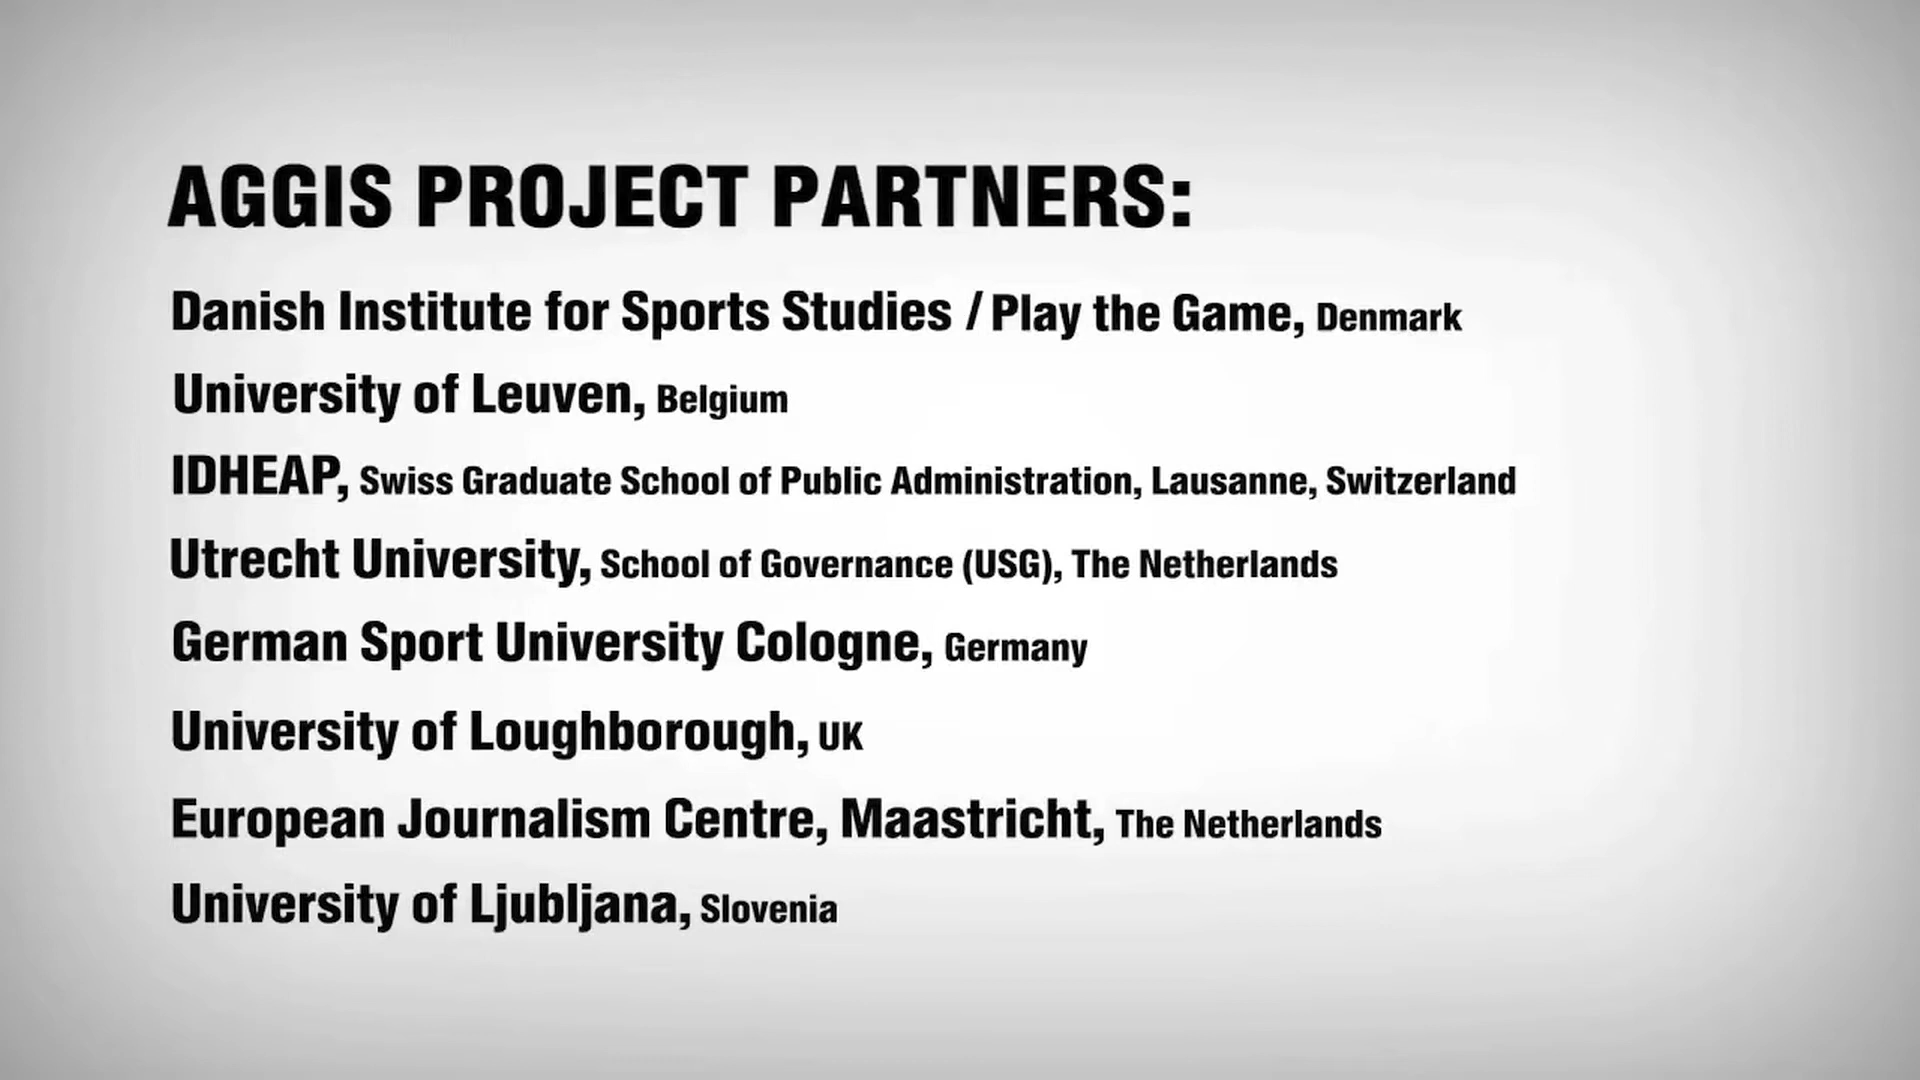 AGGIS PROJECT PARTNERS:
Danish Institute for Sports Studies / Play the Game, Denmark
University of Leuven, Belgium
IDHEAP, Swiss Graduate School of Public Administration, Lausanne, Switzerland
Utrecht University, School of Governance (USG), The Netherlands
German Sport University Cologne, Germany
University of Loughborough, UK
European Journalism Centre, Maastricht, The Netherlands
University of Ljubljana, Slovenia